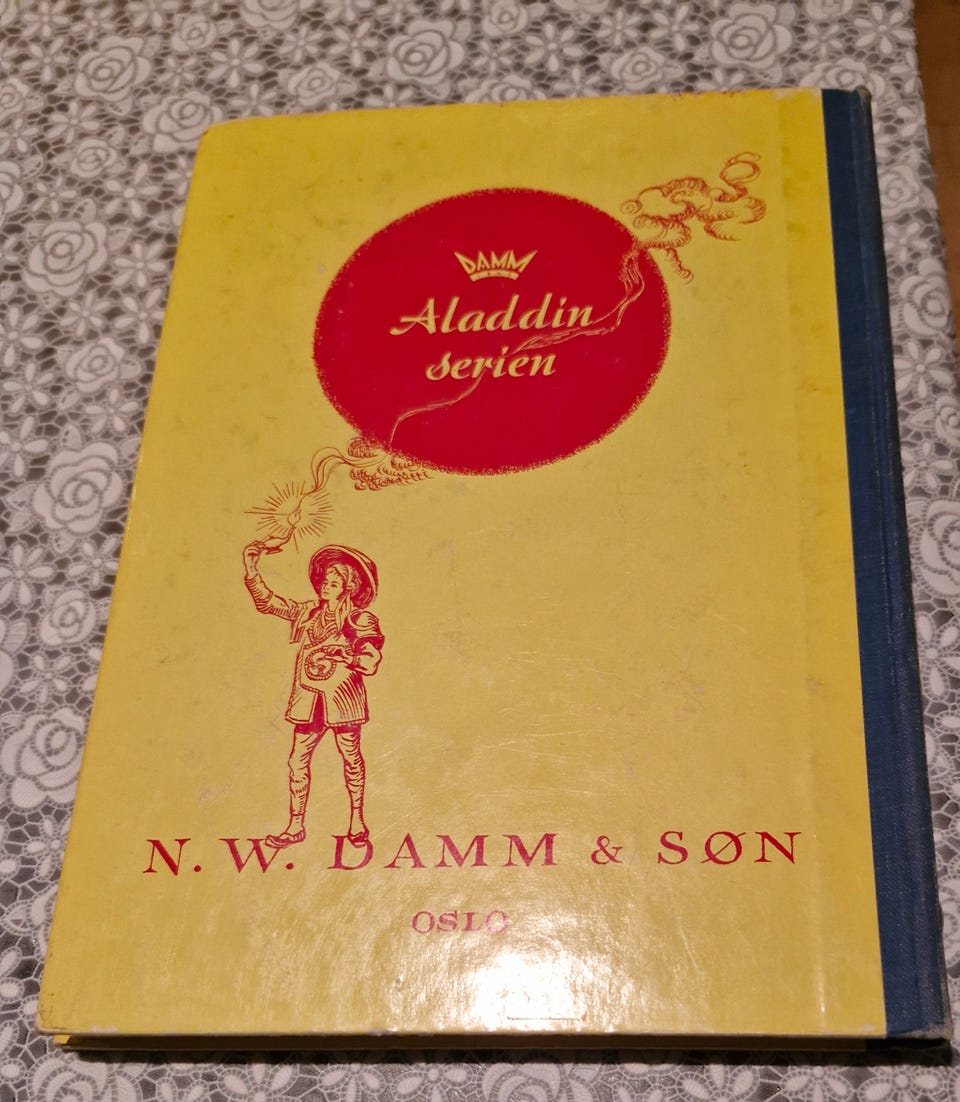 DAMM
Aladdin
serien
N. W. DAMM & SØN
OSLO